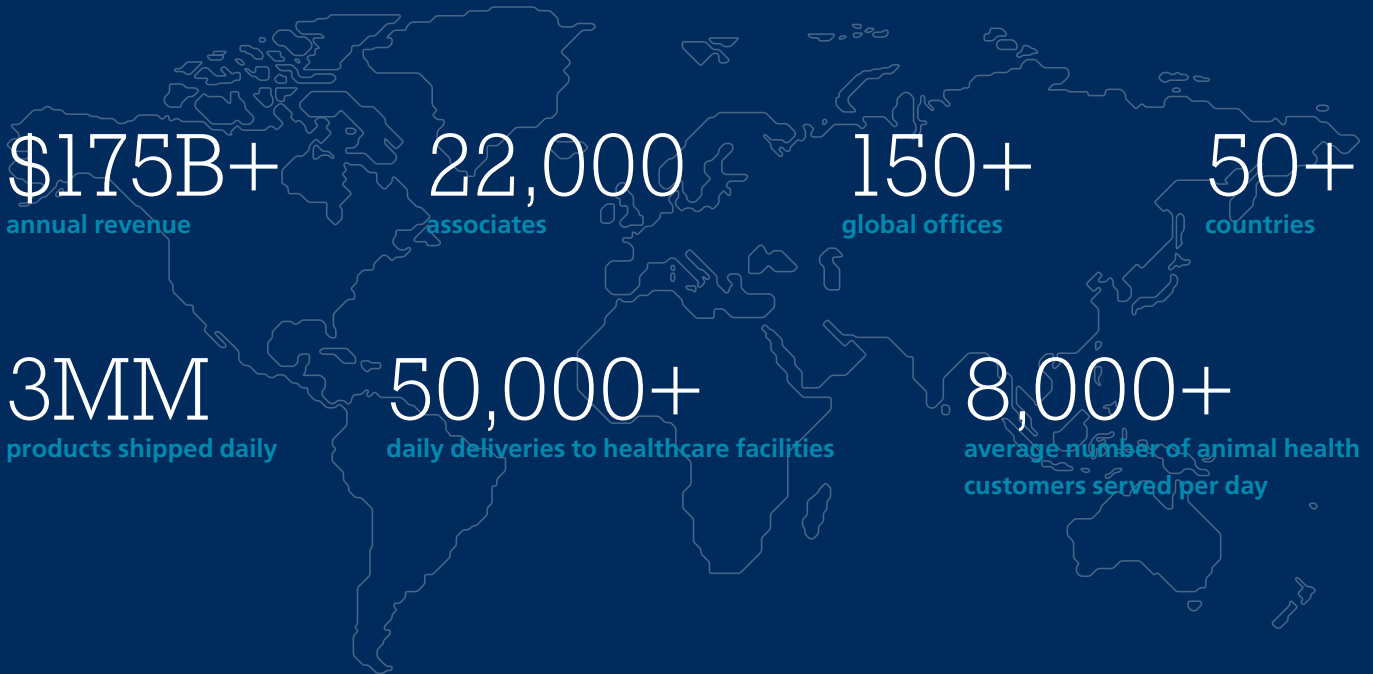 $175B+
annual revenue
22,000
associates
150+
global offices
50+
countries
3MM
products shipped daily
50,000+
daily deliveries to healthcare facilities
8,000+
average number of animal health
customers served per day